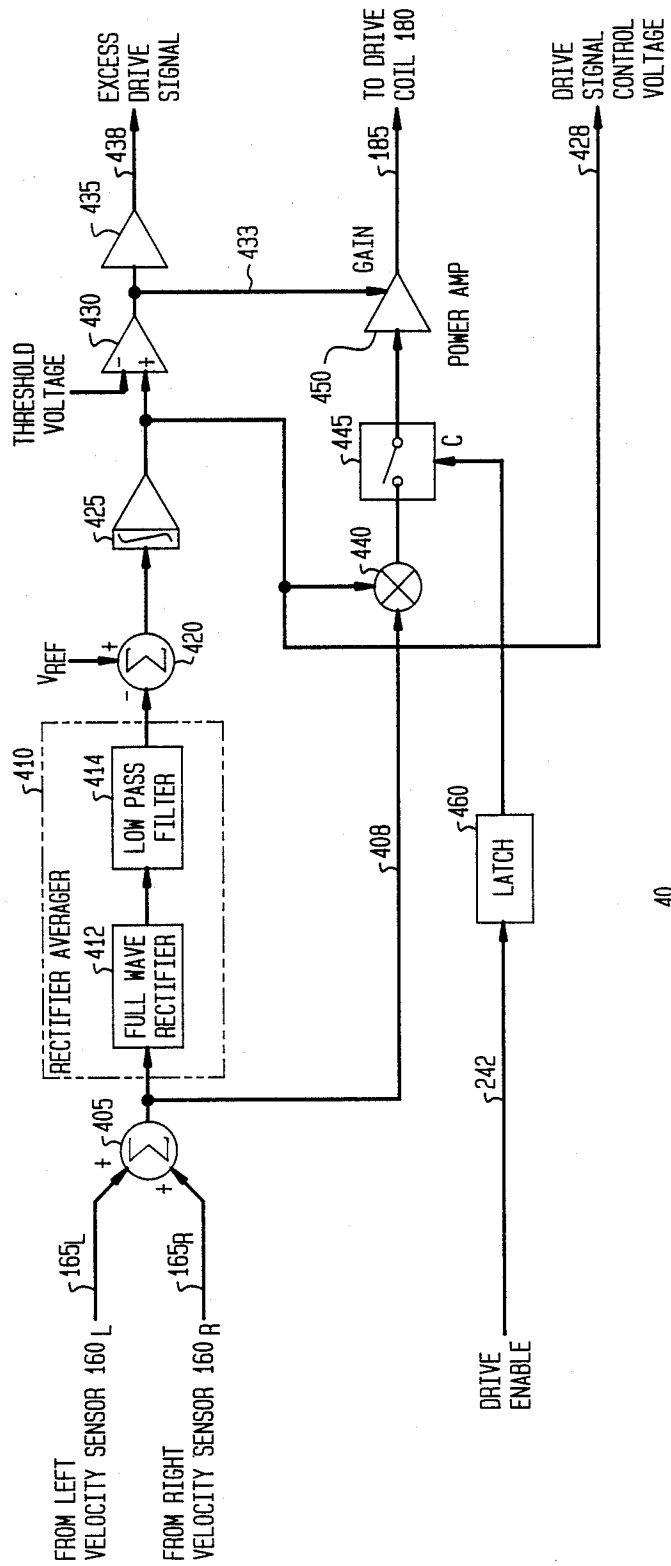 FROM LEFT
VELOCITY SENSOR 160L
165L
FROM RIGHT
VELOCITY SENSOR 160R
165R
+
+
Σ
405
410
RECTIFIER AVERAGER
412
FULL WAVE
RECTIFIER
414
LOW PASS
FILTER
VREF
+
-
Σ
420
425
∫
THRESHOLD
VOLTAGE
-
+
430
435
438
EXCESS
DRIVE
SIGNAL
433
408
440
445
C
450
GAIN
POWER AMP
185
TO DRIVE
COIL 180
428
DRIVE
SIGNAL
CONTROL
VOLTAGE
DRIVE
ENABLE
242
460
LATCH
40